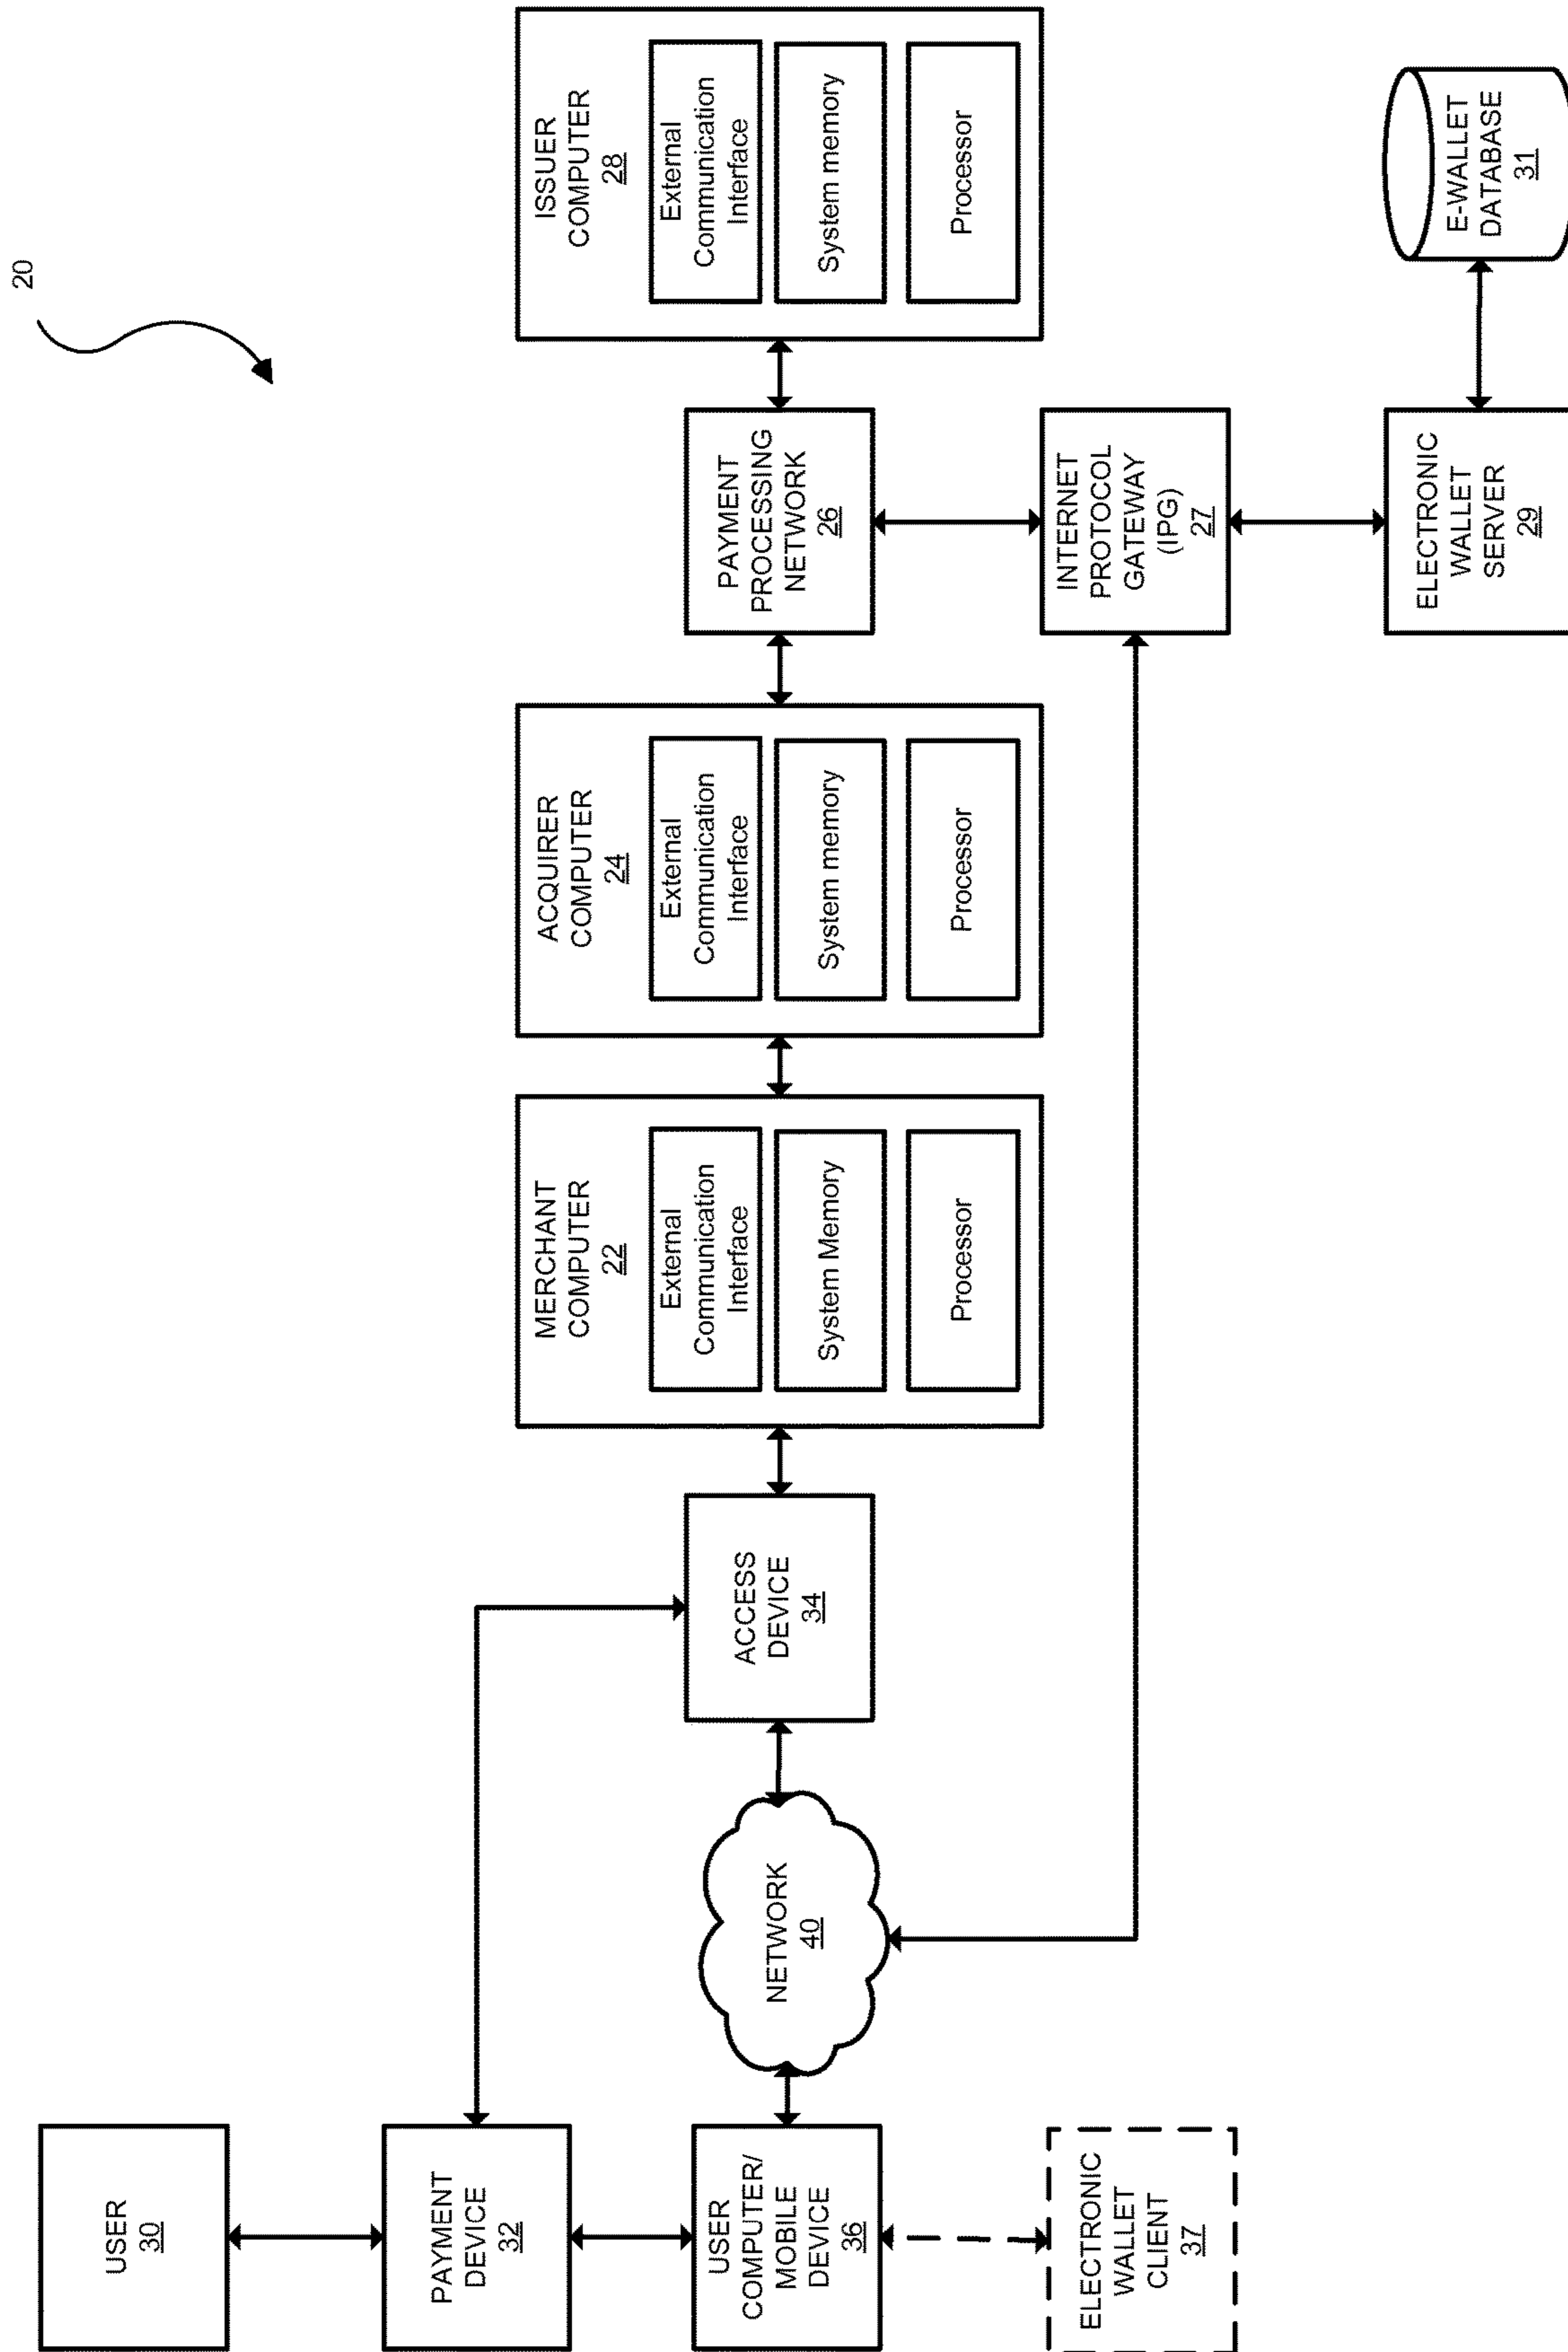 20
USER
30
PAYMENT
DEVICE
32
USER
COMPUTER/
MOBILE
DEVICE
36
ELECTRONIC
WALLET
CLIENT
37
NETWORK
40
ACCESS
DEVICE
34
MERCHANT
COMPUTER
22
External
Communication
Interface
System Memory
Processor
ACQUIRER
COMPUTER
24
External
Communication
Interface
System memory
Processor
PAYMENT
PROCESSING
NETWORK
26
INTERNET
PROTOCOL
GATEWAY
(IPG)
27
ELECTRONIC
WALLET
SERVER
29
ISSUER
COMPUTER
28
External
Communication
Interface
System memory
Processor
E-WALLET
DATABASE
31